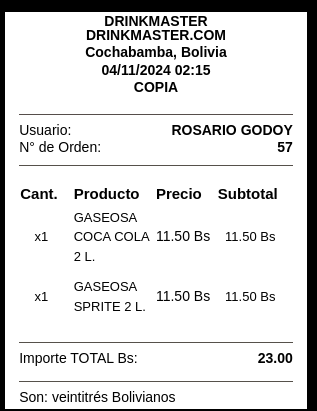 DRINKMASTER
DRINKMASTER.COM
Cochabamba, Bolivia
04/11/2024 02:15
COPIA
Usuario: ROSARIO GODOY
N° de Orden: 57
Cant. Producto Precio Subtotal
GASEOSA
x1 COCA COLA 11.50 Bs 11.50 Bs
2 L.
GASEOSA
x1 SPRITE 2 L. 11.50 Bs 11.50 Bs
Importe TOTAL Bs: 23.00
Son: veintitrés Bolivianos